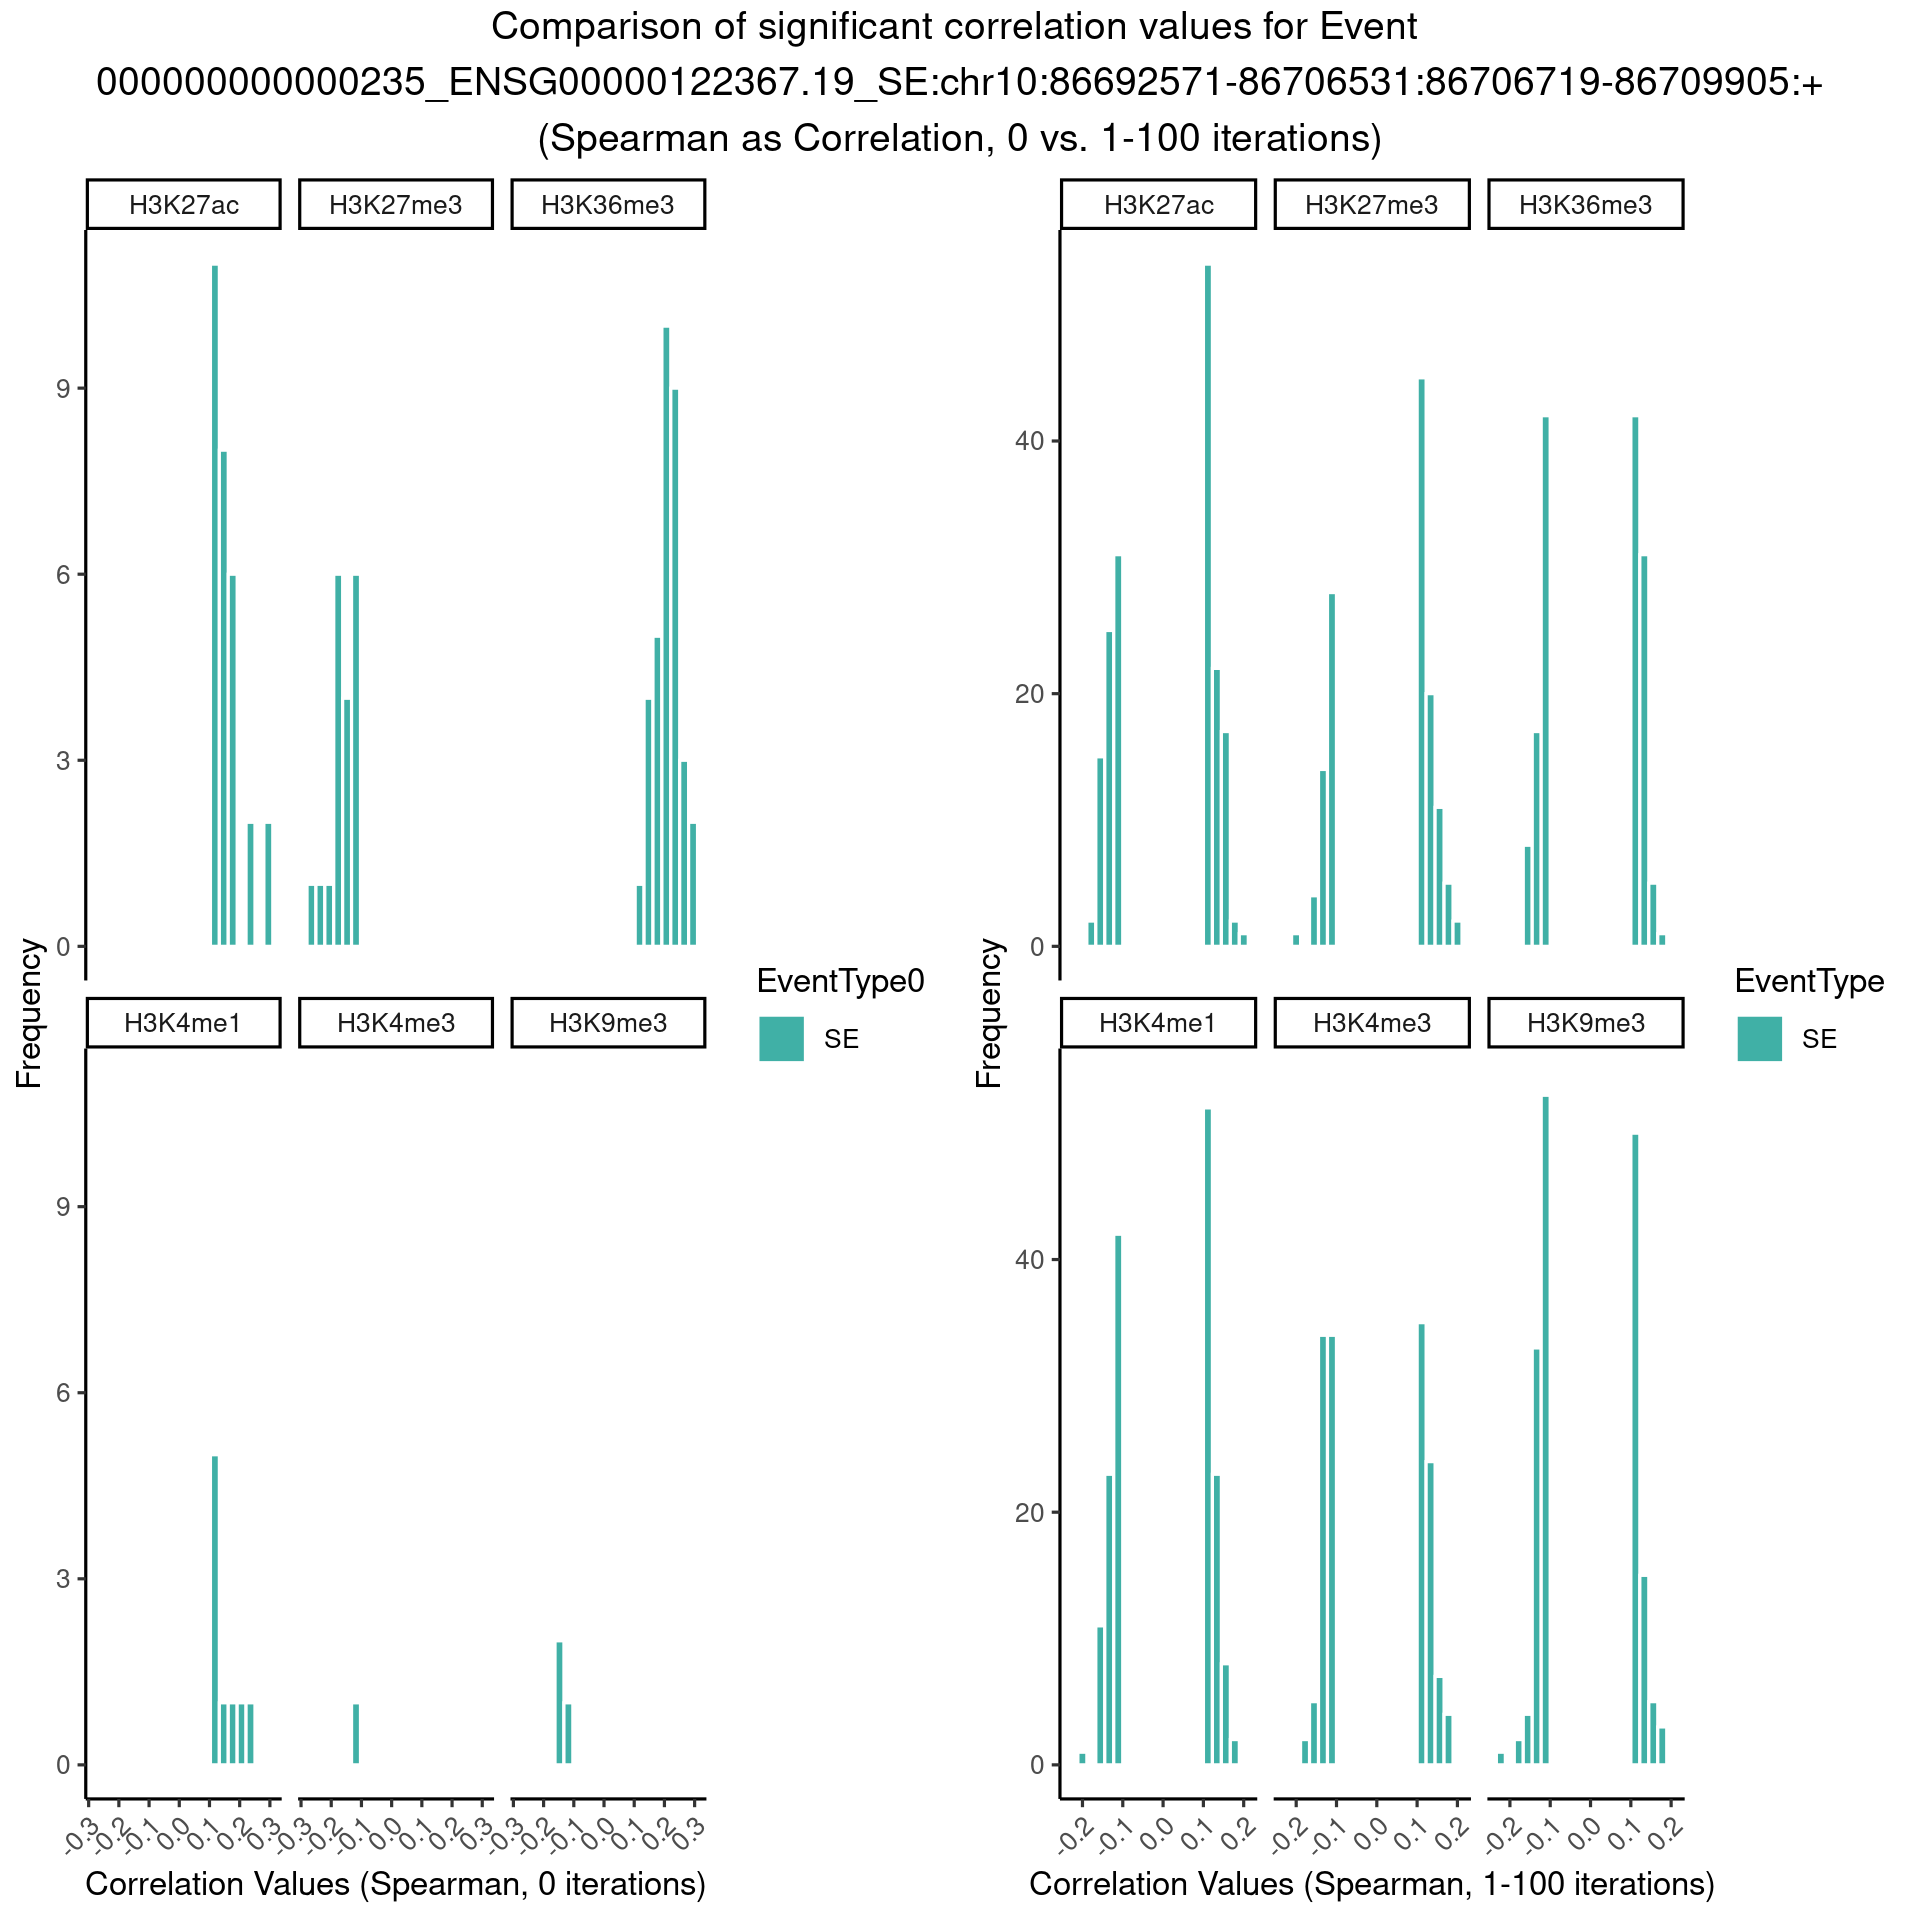 Comparison of significant correlation values for Event
000000000000235_ENSG00000122367.19_SE:chr10:86692571-86706531:86706719-86709905:+
(Spearman as Correlation, 0 vs. 1-100 iterations)
H3K27ac H3K27me3 H3K36me3
9
6
3
0
Frequency
H3K4me1 H3K4me3 H3K9me3
9
6
3
0
-0.3 -0.2 -0.1 0.0 0.1 0.2 0.3 -0.3 -0.2 -0.1 0.0 0.1 0.2 0.3 -0.3 -0.2 -0.1 0.0 0.1 0.2 0.3
Correlation Values (Spearman, 0 iterations)
EventType0
SE
H3K27ac H3K27me3 H3K36me3
40
20
0
Frequency
H3K4me1 H3K4me3 H3K9me3
40
20
0
-0.2 -0.1 0.0 0.1 0.2 -0.2 -0.1 0.0 0.1 0.2 -0.2 -0.1 0.0 0.1 0.2
Correlation Values (Spearman, 1-100 iterations)
EventType
SE